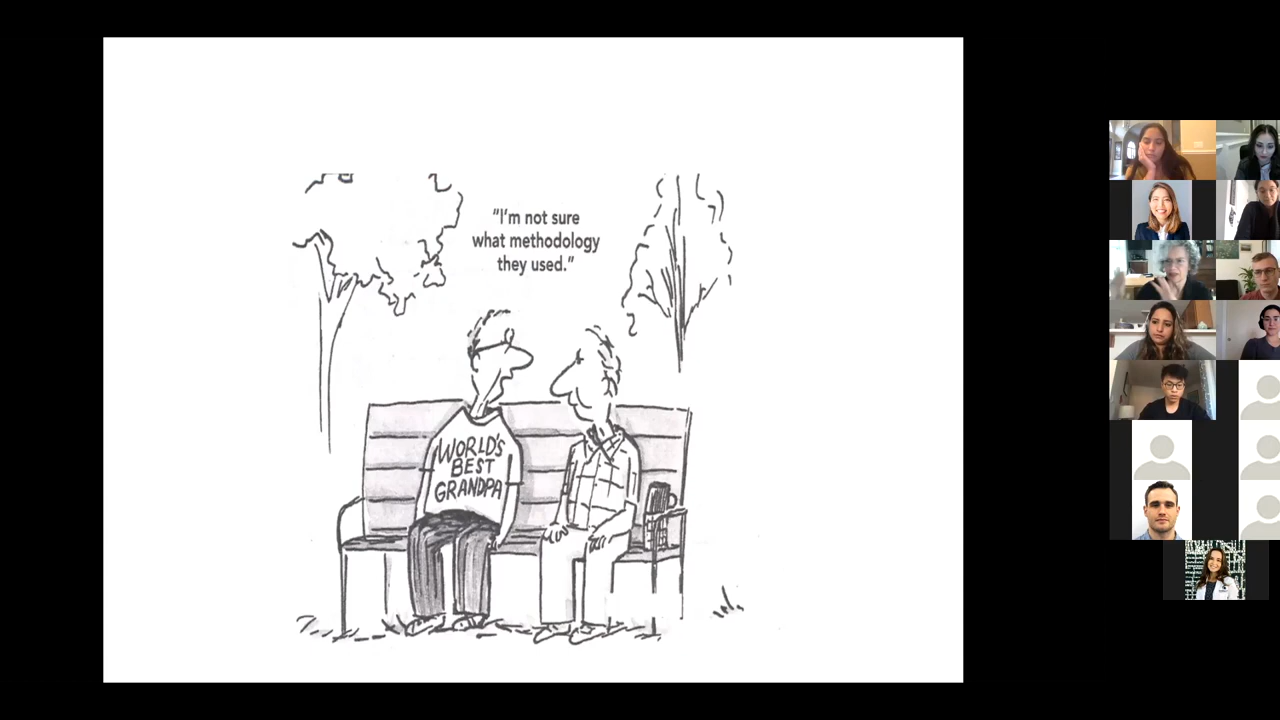 "I'm not sure
what methodology
they used."
WORLD'S
BEST
GRANDPA